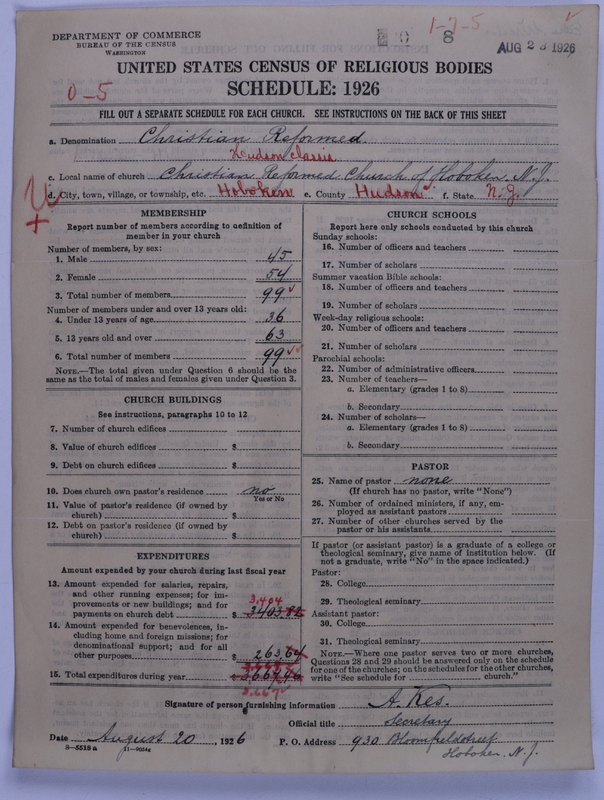 1-7-5
8
DEPARTMENT OF COMMERCE
BUREAU OF THE CENSUS
WASHINGTON
AUG 28 1926
UNITED STATES CENSUS OF RELIGIOUS BODIES
0-5
SCHEDULE: 1926
FILL OUT A SEPARATE SCHEDULE FOR EACH CHURCH. SEE INSTRUCTIONS ON THE BACK OF THIS SHEET
a. Denomination Christian Reformed
Hudson Classis
c. Local name of church Christian Reformed Church of Hoboken. N.J.
d. City, town, village, or township, etc. Hoboken e. County Hudson f. State N.J.
MEMBERSHIP
Report number of members according to definition of
member in your church
Number of members, by sex:
1. Male 45
2. Female 54
3. Total number of members 99
Number of members under and over 13 years old:
4. Under 13 years of age 36
5. 13 years old and over 63
6. Total number of members 99
NOTE.—The total given under Question 6 should be the
same as the total of males and females given under Question 3.
CHURCH BUILDINGS
See instructions, paragraphs 10 to 12
7. Number of church edifices
8. Value of church edifices $
9. Debt on church edifices $
10. Does church own pastor's residence no
Yes or No
11. Value of pastor's residence (if owned by
church) $
12. Debt on pastor's residence (if owned by
church) $
EXPENDITURES
Amount expended by your church during last fiscal year
13. Amount expended for salaries, repairs,
and other running expenses; for im-
provements or new buildings; and for 3,404
payments on church debt $ 3403.82
14. Amount expended for benevolences, in-
cluding home and foreign missions; for
denominational support; and for all
other purposes $ 263,64
15. Total expenditures during year
3.667
CHURCH SCHOOLS
Report here only schools conducted by this church
Sunday schools:
16. Number of officers and teachers
17. Number of scholars
Summer vacation Bible schools:
18. Number of officers and teachers
19. Number of scholars
Week-day religious schools:
20. Number of officers and teachers
21. Number of scholars
Parochial schools:
22. Number of administrative officers
23. Number of teachers—
a. Elementary (grades 1 to 8)
b. Secondary
24. Number of scholars—
a. Elementary (grades 1 to 8)
b. Secondary
PASTOR
25. Name of pastor none
(If church has no pastor, write "None")
26. Number of ordained ministers, if any, em-
ployed as assistant pastors
27. Number of other churches served by the
pastor or his assistants
If pastor (or assistant pastor) is a graduate of a college or
theological seminary, give name of institution below. (If
not a graduate, write "No" in the space indicated.)
Pastor:
28. College
29. Theological seminary
Assistant pastor:
30. College
31. Theological seminary
NOTE.—Where one pastor serves two or more churches,
Questions 28 and 29 should be answered only on the schedule
for one of the churches; on the schedules for the other churches,
write "See schedule for church."
Signature of person furnishing information A. Kes.
Official title Secretary
Date August 20, 1926 P. O. Address 930 Bloomfieldstreet
8-5518a 11-9054a Hoboken. N.J.